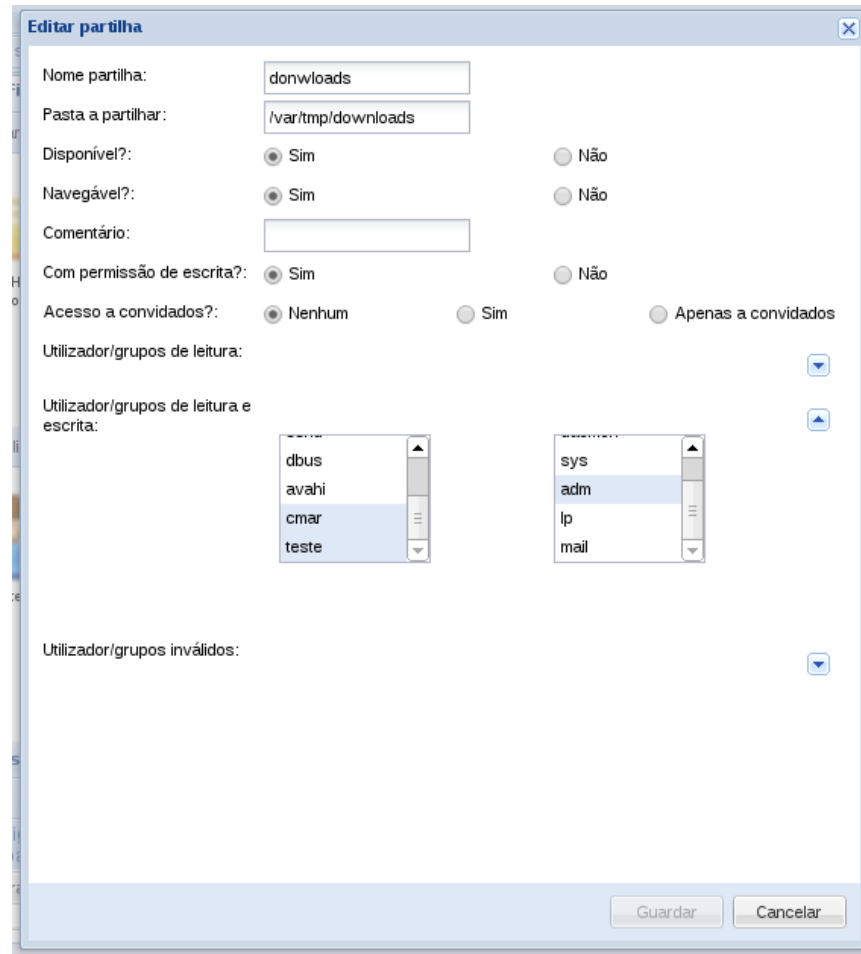 Editar partilha
Nome partilha: donwloads
Pasta a partilhar: /var/tmp/downloads
Disponível?: Sim Não
Navegável?: Sim Não
Comentário:
Com permissão de escrita?: Sim Não
Acesso a convidados?: Nenhum Sim Apenas a convidados
Utilizador/grupos de leitura:
Utilizador/grupos de leitura e
escrita:
dbus sys
avahi adm
cmar lp
teste mail
Utilizador/grupos inválidos:
Guardar Cancelar